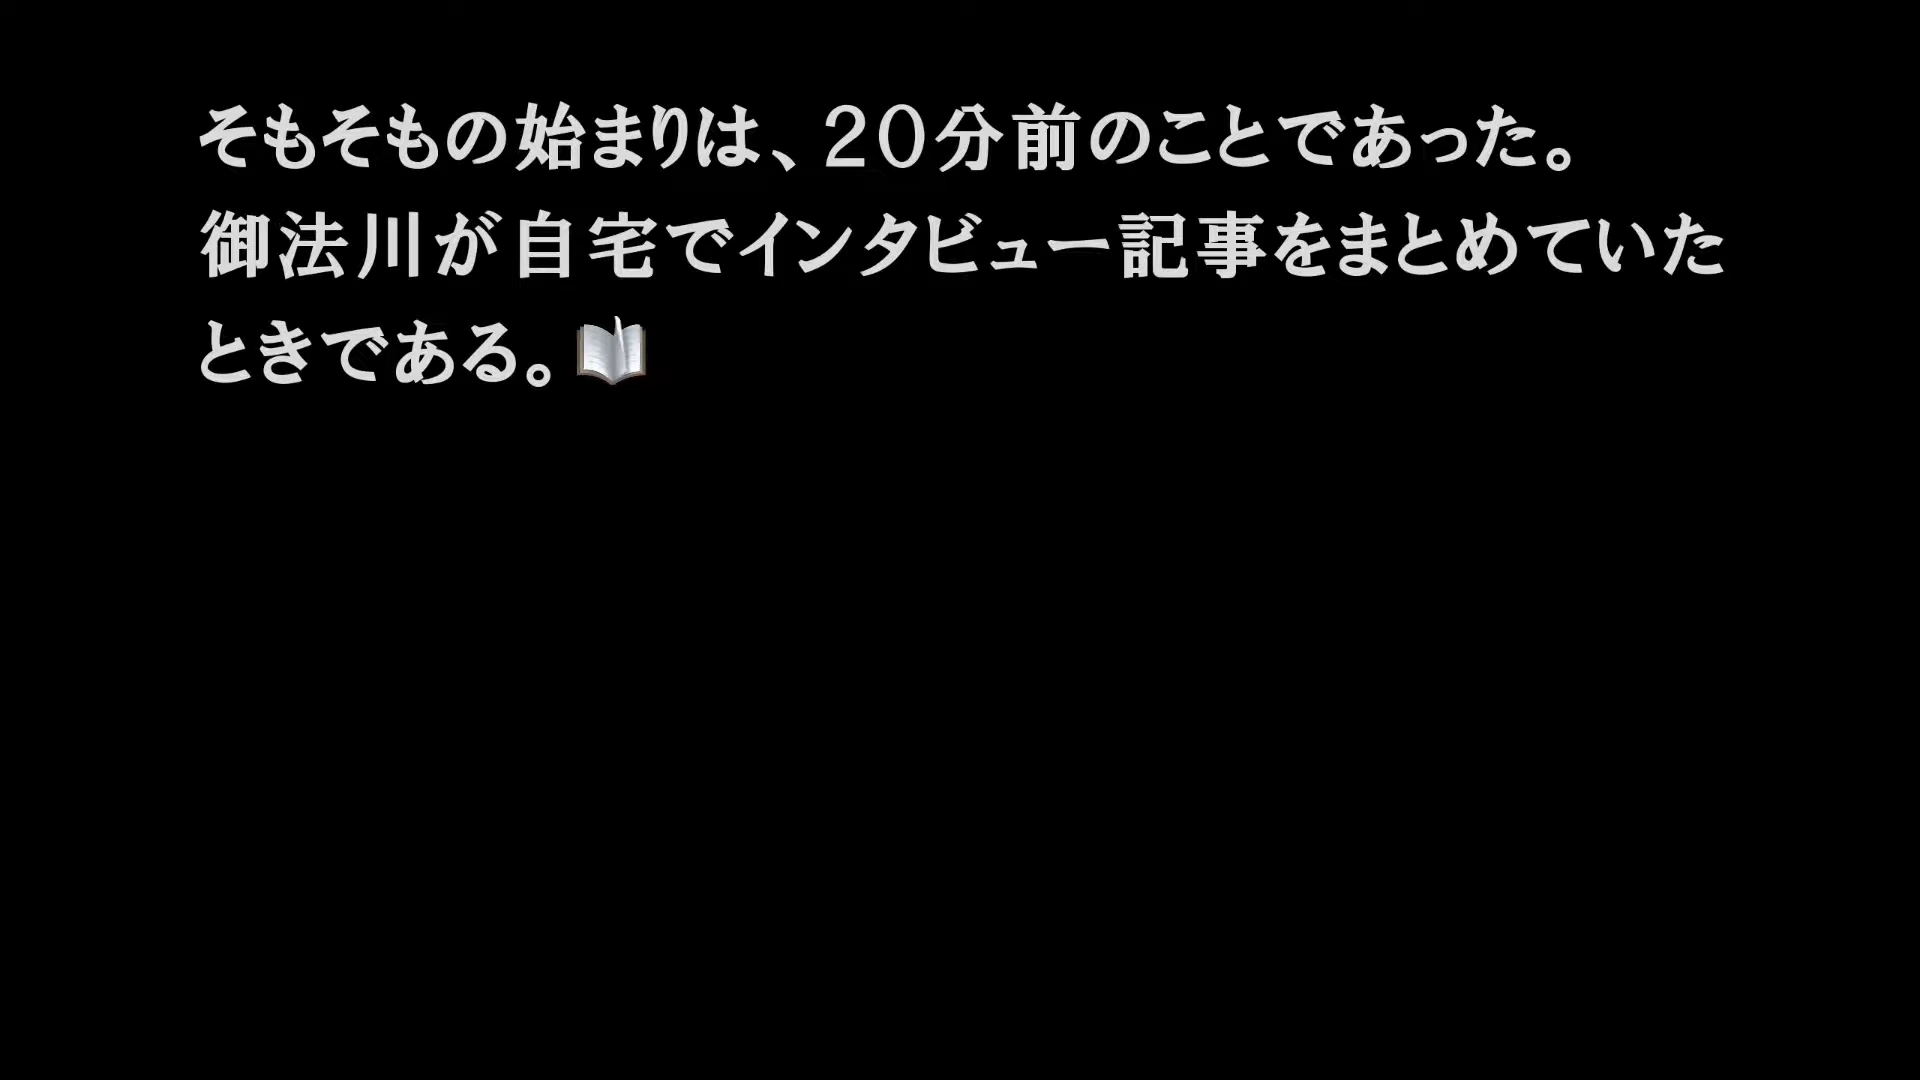 そもそもの始まりは、２０分前のことであった。
御法川が自宅でインタビュー記事をまとめていた
ときである。